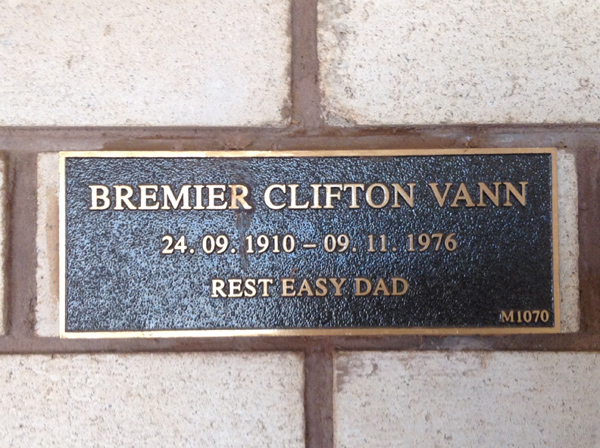 BREMIER CLIFTON VANN
24. 09. 1910 – 09. 11. 1976
REST EASY DAD
M1070